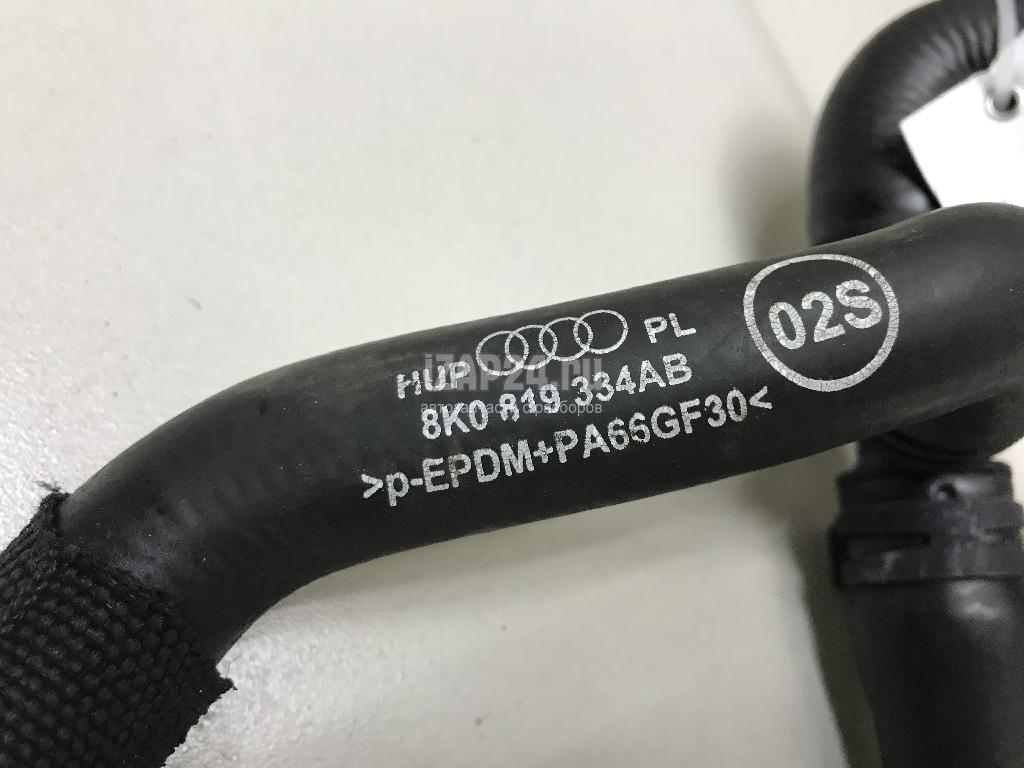 HUP PL
8K0 819 334AB
>p-EPDM+PA66GF30<
02S
iZAP24.ru